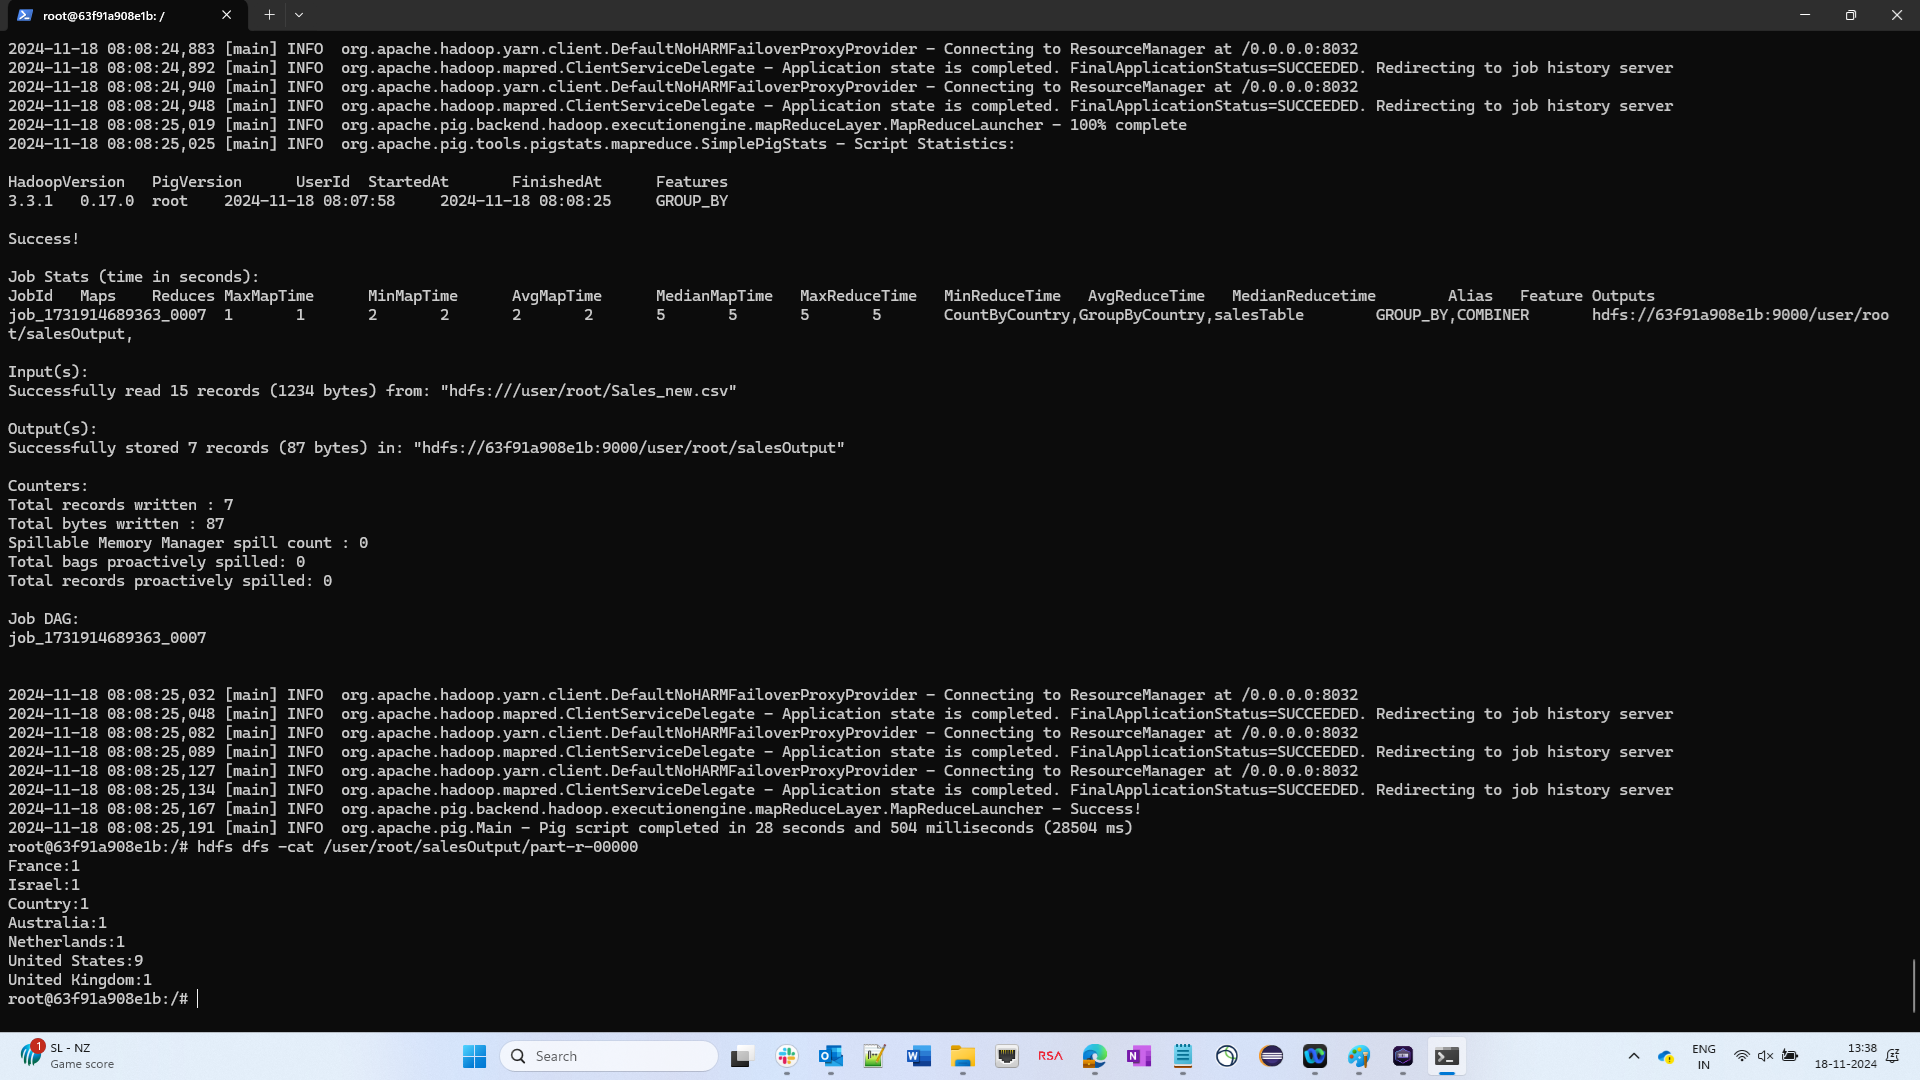 root@63f91a908e1b: /
2024-11-18 08:08:24,883 [main] INFO  org.apache.hadoop.yarn.client.DefaultNoHARMFailoverProxyProvider - Connecting to ResourceManager at /0.0.0.0:8032
2024-11-18 08:08:24,892 [main] INFO  org.apache.hadoop.mapred.ClientServiceDelegate - Application state is completed. FinalApplicationStatus=SUCCEEDED. Redirecting to job history server
2024-11-18 08:08:24,940 [main] INFO  org.apache.hadoop.yarn.client.DefaultNoHARMFailoverProxyProvider - Connecting to ResourceManager at /0.0.0.0:8032
2024-11-18 08:08:24,948 [main] INFO  org.apache.hadoop.mapred.ClientServiceDelegate - Application state is completed. FinalApplicationStatus=SUCCEEDED. Redirecting to job history server
2024-11-18 08:08:25,019 [main] INFO  org.apache.pig.backend.hadoop.executionengine.mapReduceLayer.MapReduceLauncher - 100% complete
2024-11-18 08:08:25,025 [main] INFO  org.apache.pig.tools.pigstats.mapreduce.SimplePigStats - Script Statistics:
HadoopVersion   PigVersion      UserId  StartedAt       FinishedAt      Features
3.3.1   0.17.0  root    2024-11-18 08:07:58     2024-11-18 08:08:25     GROUP_BY
Success!
Job Stats (time in seconds):
JobId   Maps    Reduces MaxMapTime      MinMapTime      AvgMapTime      MedianMapTime   MaxReduceTime   MinReduceTime   AvgReduceTime   MedianReducetime        Alias   Feature Outputs
job_1731914689363_0007  1       1       2       2       2       2       5       5       5       5       CountByCountry,GroupByCountry,salesTable        GROUP_BY,COMBINER       hdfs://63f91a908e1b:9000/user/roo
t/salesOutput,
Input(s):
Successfully read 15 records (1234 bytes) from: "hdfs:///user/root/Sales_new.csv"
Output(s):
Successfully stored 7 records (87 bytes) in: "hdfs://63f91a908e1b:9000/user/root/salesOutput"
Counters:
Total records written : 7
Total bytes written : 87
Spillable Memory Manager spill count : 0
Total bags proactively spilled: 0
Total records proactively spilled: 0
Job DAG:
job_1731914689363_0007
2024-11-18 08:08:25,032 [main] INFO  org.apache.hadoop.yarn.client.DefaultNoHARMFailoverProxyProvider - Connecting to ResourceManager at /0.0.0.0:8032
2024-11-18 08:08:25,048 [main] INFO  org.apache.hadoop.mapred.ClientServiceDelegate - Application state is completed. FinalApplicationStatus=SUCCEEDED. Redirecting to job history server
2024-11-18 08:08:25,082 [main] INFO  org.apache.hadoop.yarn.client.DefaultNoHARMFailoverProxyProvider - Connecting to ResourceManager at /0.0.0.0:8032
2024-11-18 08:08:25,089 [main] INFO  org.apache.hadoop.mapred.ClientServiceDelegate - Application state is completed. FinalApplicationStatus=SUCCEEDED. Redirecting to job history server
2024-11-18 08:08:25,127 [main] INFO  org.apache.hadoop.yarn.client.DefaultNoHARMFailoverProxyProvider - Connecting to ResourceManager at /0.0.0.0:8032
2024-11-18 08:08:25,134 [main] INFO  org.apache.hadoop.mapred.ClientServiceDelegate - Application state is completed. FinalApplicationStatus=SUCCEEDED. Redirecting to job history server
2024-11-18 08:08:25,167 [main] INFO  org.apache.pig.backend.hadoop.executionengine.mapReduceLayer.MapReduceLauncher - Success!
2024-11-18 08:08:25,191 [main] INFO  org.apache.pig.Main - Pig script completed in 28 seconds and 504 milliseconds (28504 ms)
root@63f91a908e1b:/# hdfs dfs -cat /user/root/salesOutput/part-r-00000
France:1
Israel:1
Country:1
Australia:1
Netherlands:1
United States:9
United Kingdom:1
root@63f91a908e1b:/#
1
SL - NZ
Game score
Search
RSA
ENG
IN
13:38
18-11-2024